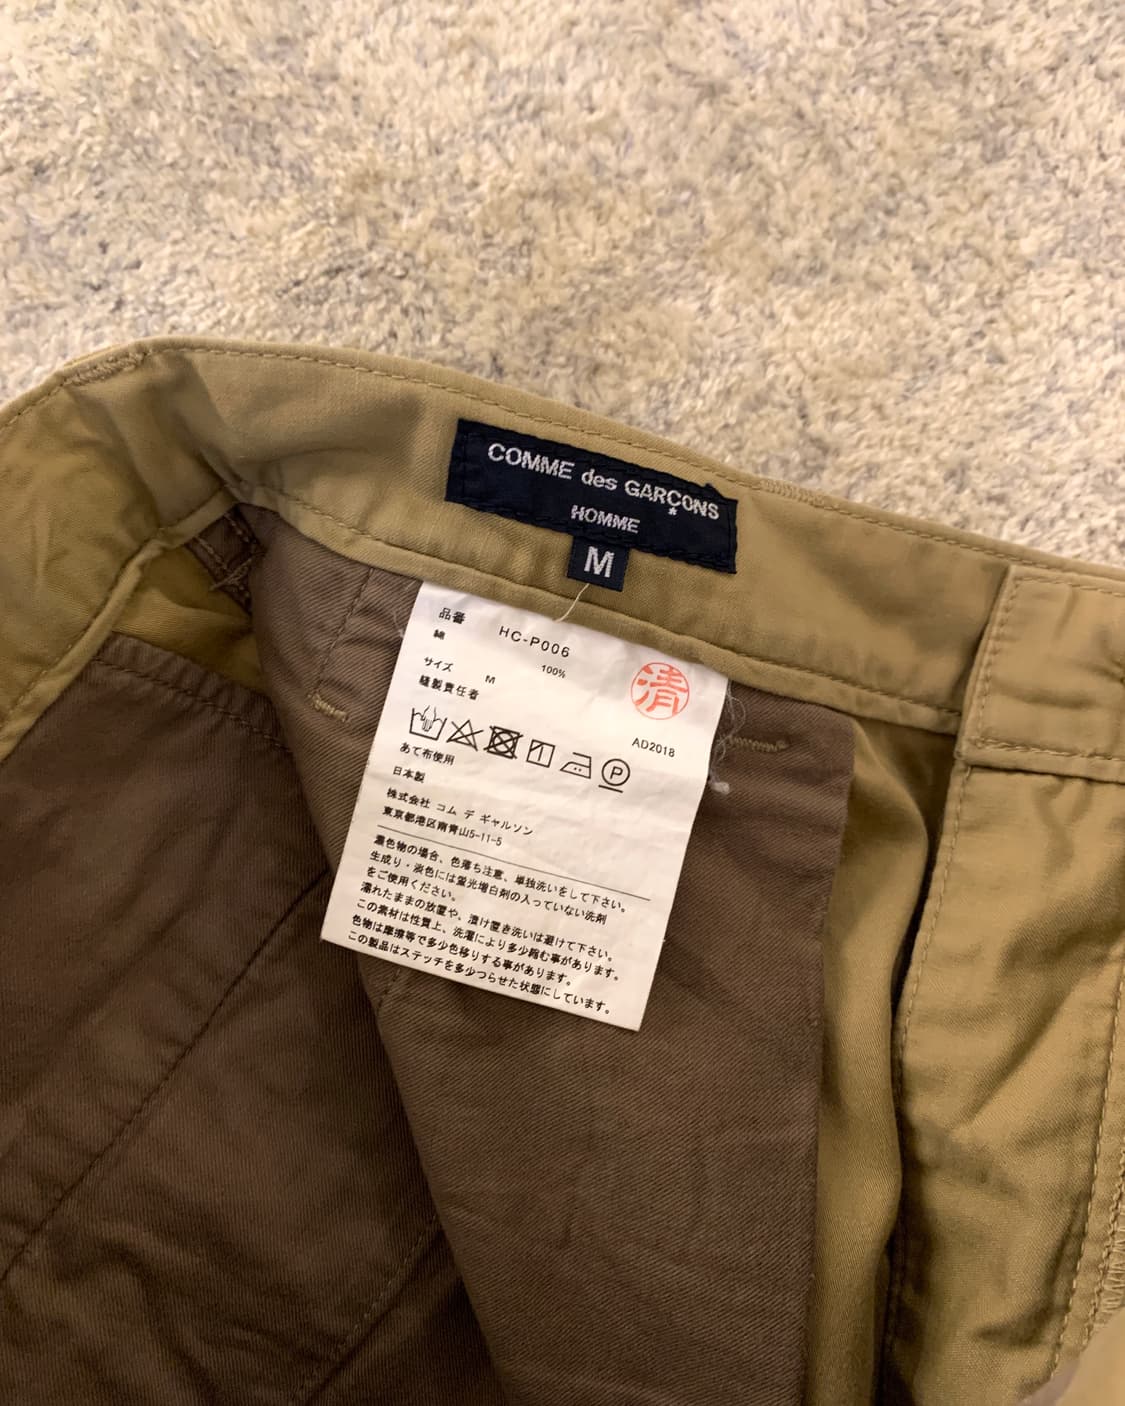 COMME des GARÇONS
HOMME
M
品番 HC-P006
綿 100%
サイズ M
縫製責任者
清
AD2018
P
あて布使用
日本製
株式会社 コム デ ギャルソン
東京都港区南青山5-11-5
濃色物の場合、色落ち注意、単独洗いをして下さい。
生成り・淡色には蛍光増白剤の入っていない洗剤
をご使用ください。
濡れたままの放置や、漬け置き洗いは避けて下さい。
この素材は性質上、洗濯により多少縮む事があります。
色物は摩擦等で多少色移りする事があります。
この製品はステッチを多少つらせた状態にしています。